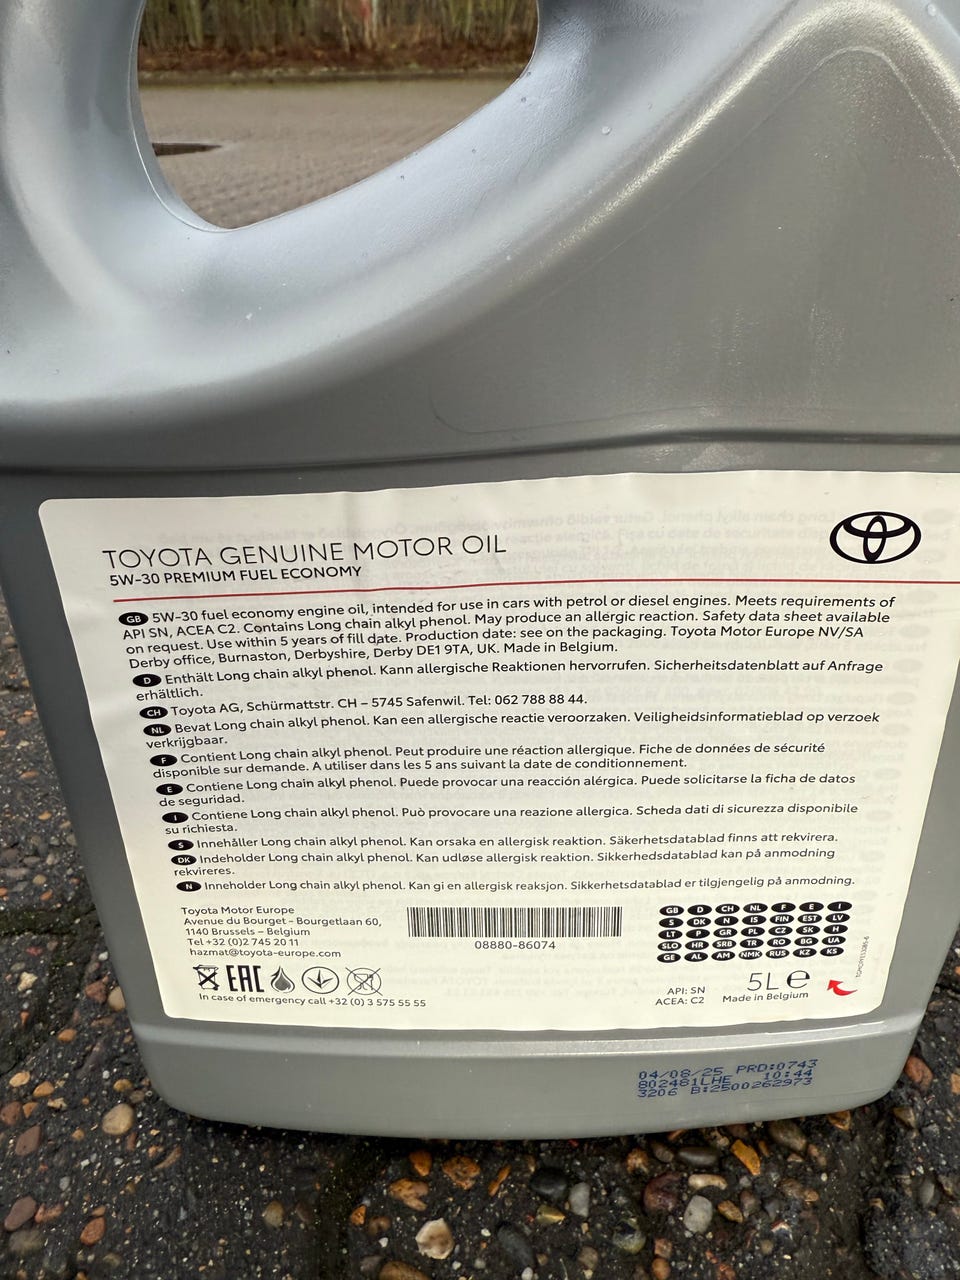 TOYOTA GENUINE MOTOR OIL
5W-30 PREMIUM FUEL ECONOMY
GB 5W-30 fuel economy engine oil, intended for use in cars with petrol or diesel engines. Meets requirements of
API SN, ACEA C2. Contains Long chain alkyl phenol. May produce an allergic reaction. Safety data sheet available
on request. Use within 5 years of fill date. Production date: see on the packaging. Toyota Motor Europe NV/SA
Derby office, Burnaston, Derbyshire, Derby DE1 9TA, UK. Made in Belgium.
D Enthält Long chain alkyl phenol. Kann allergische Reaktionen hervorrufen. Sicherheitsdatenblatt auf Anfrage
erhältlich.
CH Toyota AG, Schürmattstr. CH – 5745 Safenwil. Tel: 062 788 88 44.
NL Bevat Long chain alkyl phenol. Kan een allergische reactie veroorzaken. Veiligheidsinformatieblad op verzoek
verkrijgbaar.
F Contient Long chain alkyl phenol. Peut produire une réaction allergique. Fiche de données de sécurité
disponible sur demande. A utiliser dans les 5 ans suivant la date de conditionnement.
E Contiene Long chain alkyl phenol. Puede provocar una reacción alérgica. Puede solicitarse la ficha de datos
de seguridad.
I Contiene Long chain alkyl phenol. Può provocare una reazione allergica. Scheda dati di sicurezza disponibile
su richiesta.
S Innehåller Long chain alkyl phenol. Kan orsaka en allergisk reaktion. Säkerhetsdatablad finns att rekvirera.
DK Indeholder Long chain alkyl phenol. Kan udløse allergisk reaktion. Sikkerhedsdatablad kan på anmodning
rekvireres.
N Inneholder Long chain alkyl phenol. Kan gi en allergisk reaksjon. Sikkerhetsdatablad er tilgjengelig på anmodning.
Toyota Motor Europe
Avenue du Bourget – Bourgetlaan 60,
1140 Brussels – Belgium
Tel +32 (0)2 745 20 11
hazmat@toyota-europe.com
EAC
In case of emergency call +32 (0) 3 575 55 55
08880-86074
GB D CH NL F E I
S DK N IS FIN EST LV
LT P GR PL CZ SK H
SLO HR SRB TR RO BG UA
GE AL AM NMK RUS KZ KS
API: SN
ACEA: C2
5L e
Made in Belgium
04/08/25 PRD:0743
802481LHE 10:44
3206 B:2500262973